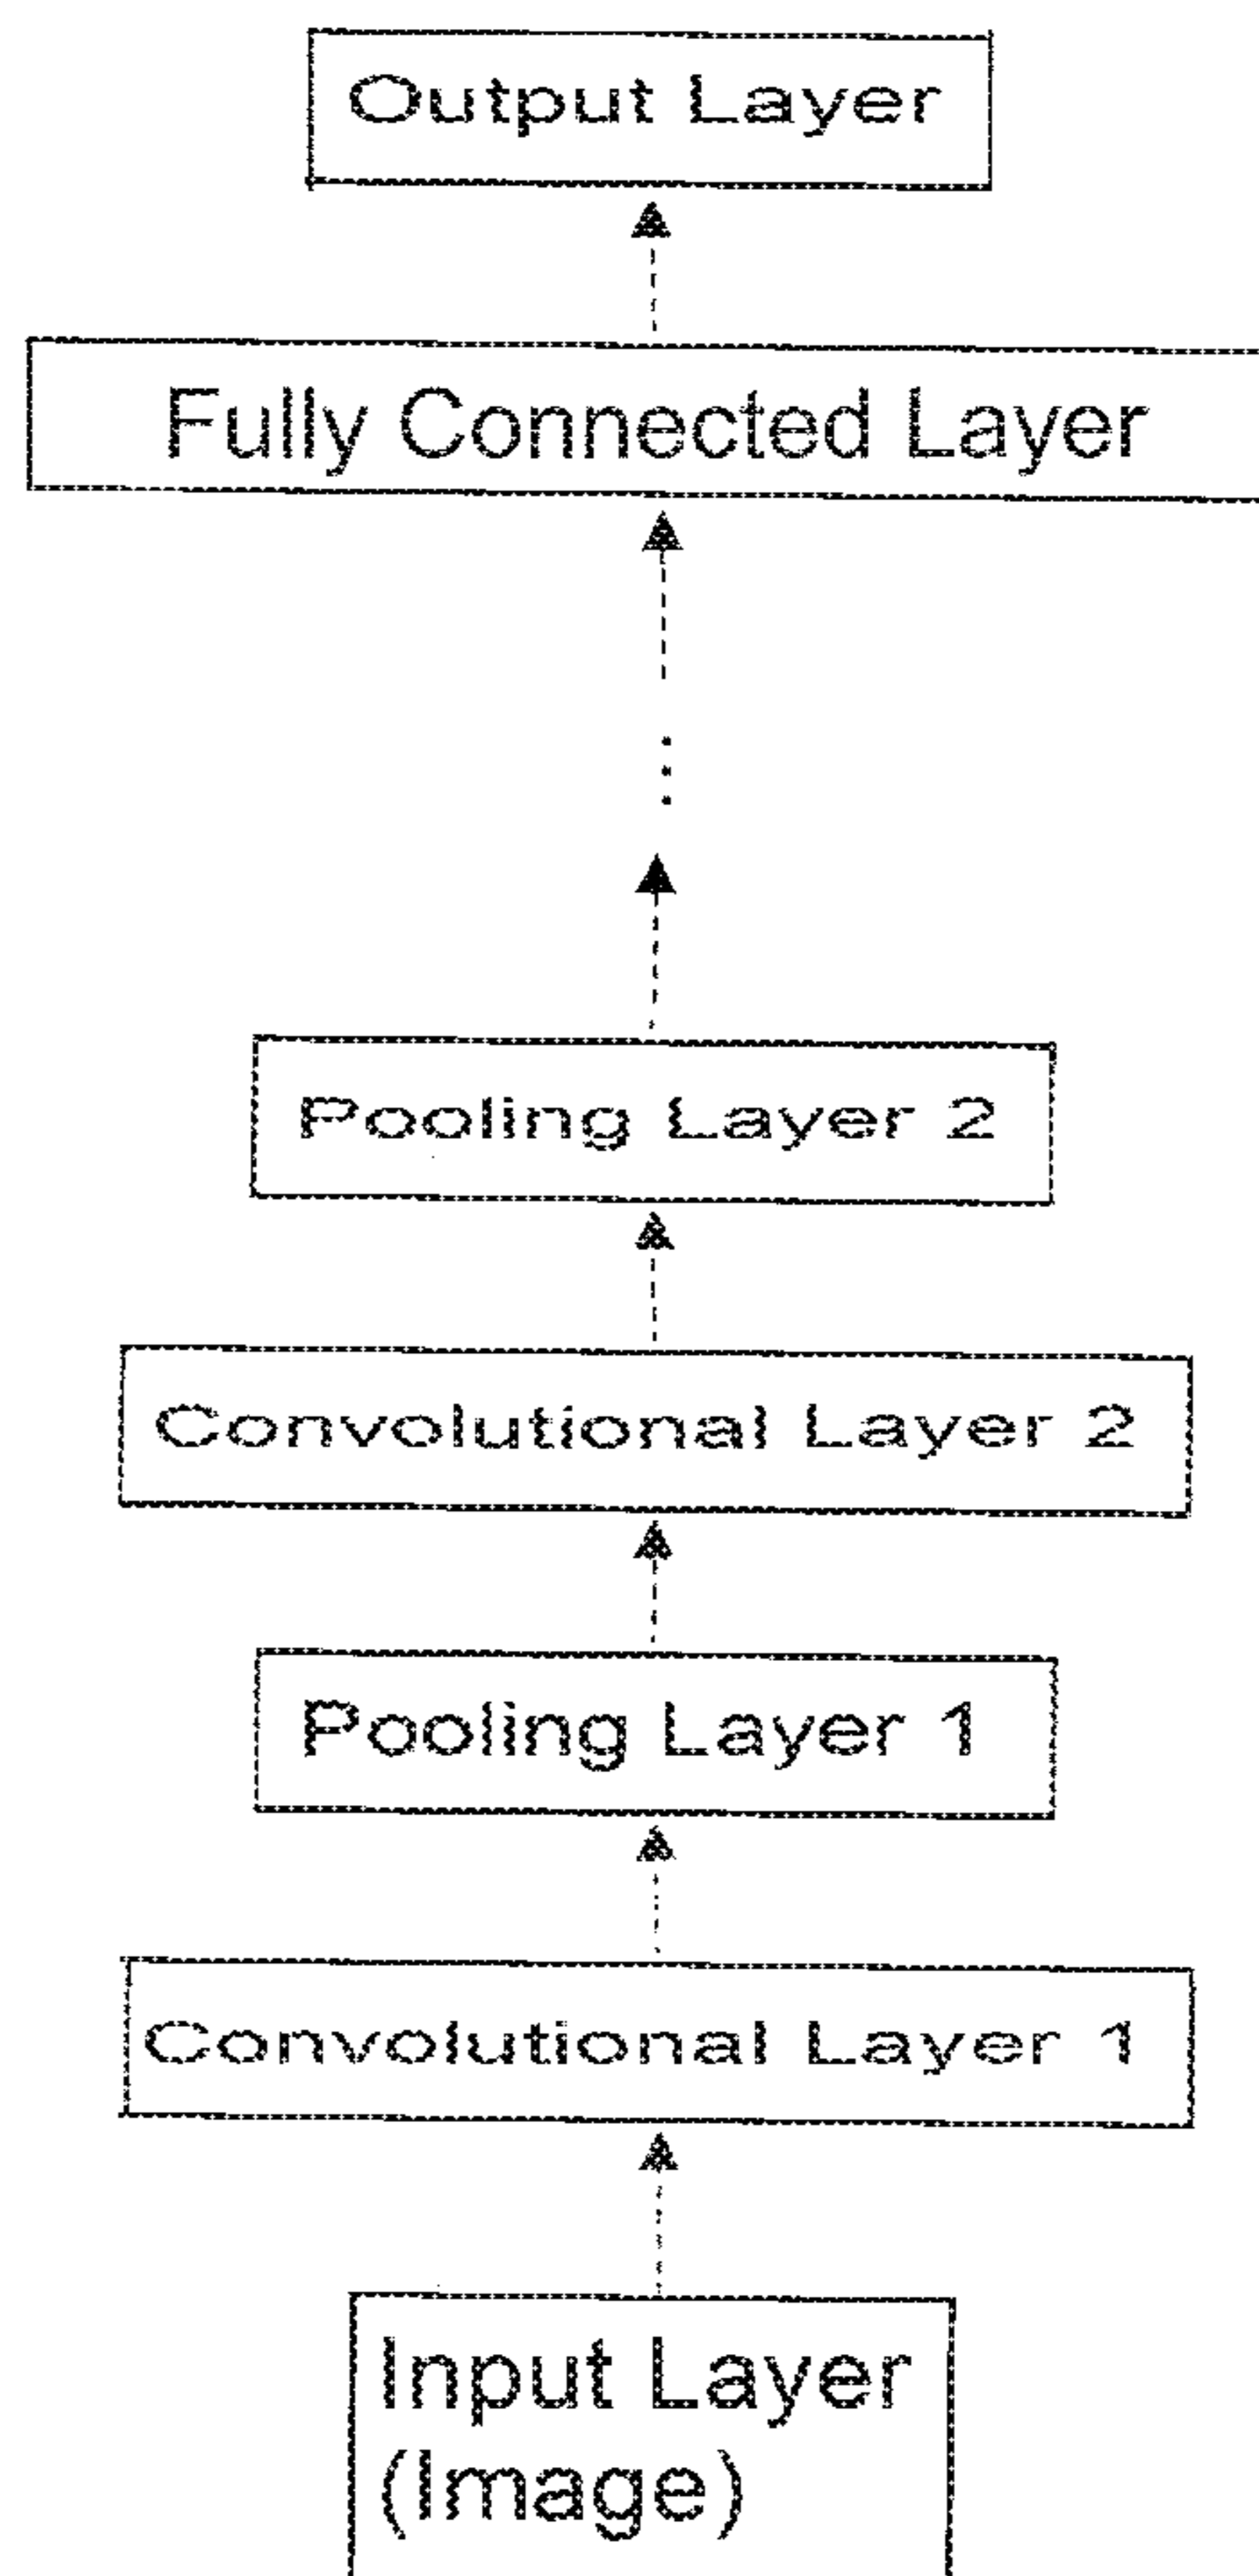 Output Layer
Fully Connected Layer
Pooling Layer 2
Convolutional Layer 2
Pooling Layer 1
Convolutional Layer 1
Input Layer
(Image)